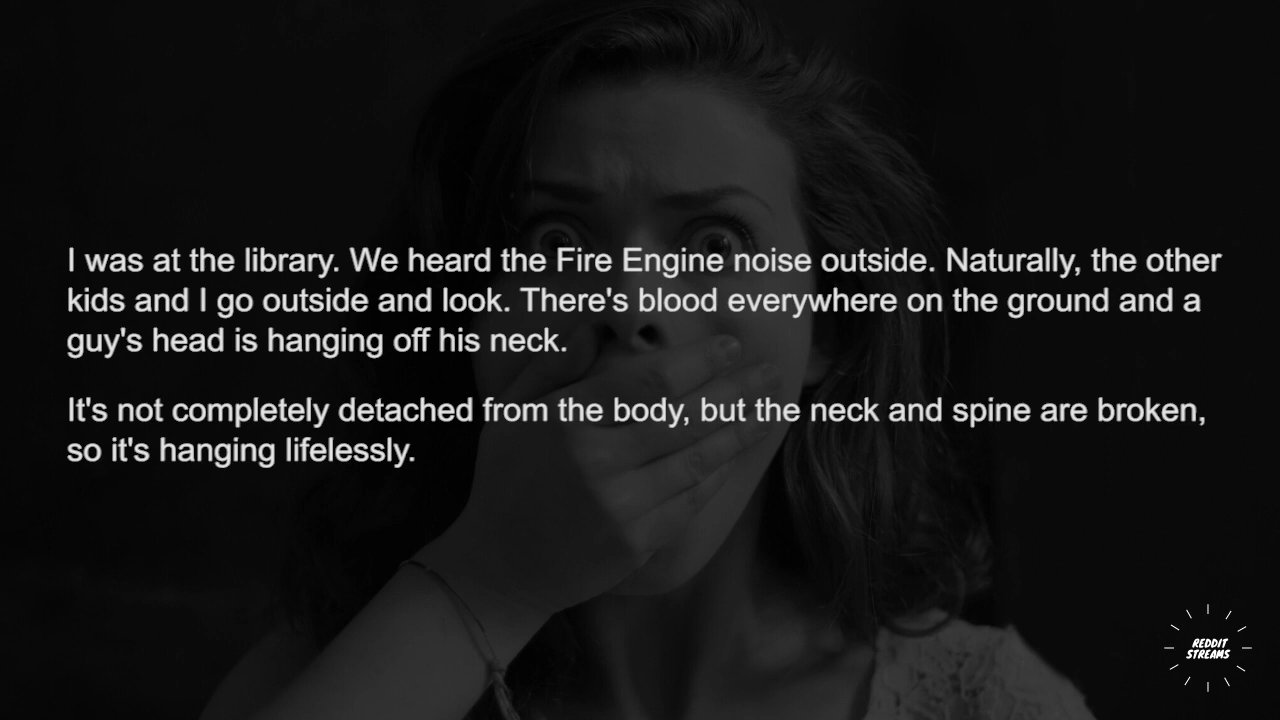 I was at the library. We heard the Fire Engine noise outside. Naturally, the other
kids and I go outside and look. There's blood everywhere on the ground and a
guy's head is hanging off his neck.
It's not completely detached from the body, but the neck and spine are broken,
so it's hanging lifelessly.
REDDIT
STREAMS